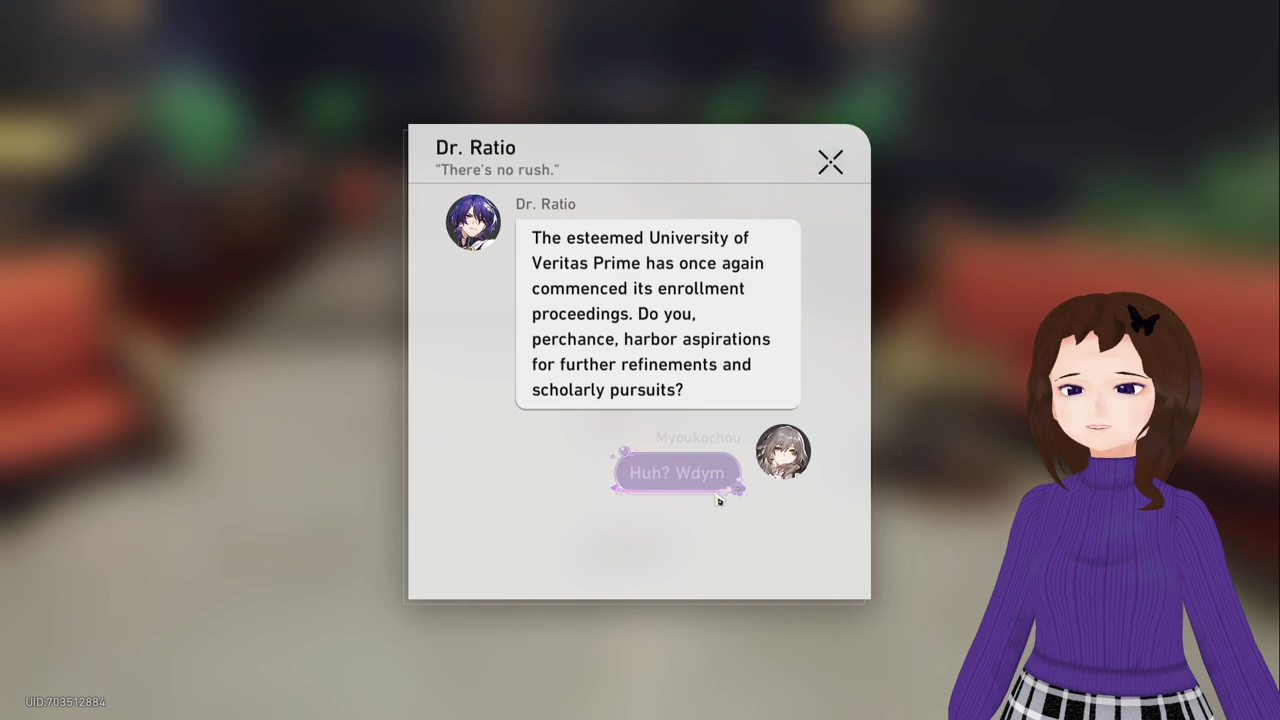 Dr. Ratio
"There's no rush."
Dr. Ratio
The esteemed University of
Veritas Prime has once again
commenced its enrollment
proceedings. Do you,
perchance, harbor aspirations
for further refinements and
scholarly pursuits?
Myoukochou
Huh? Wdym
UID:703512884